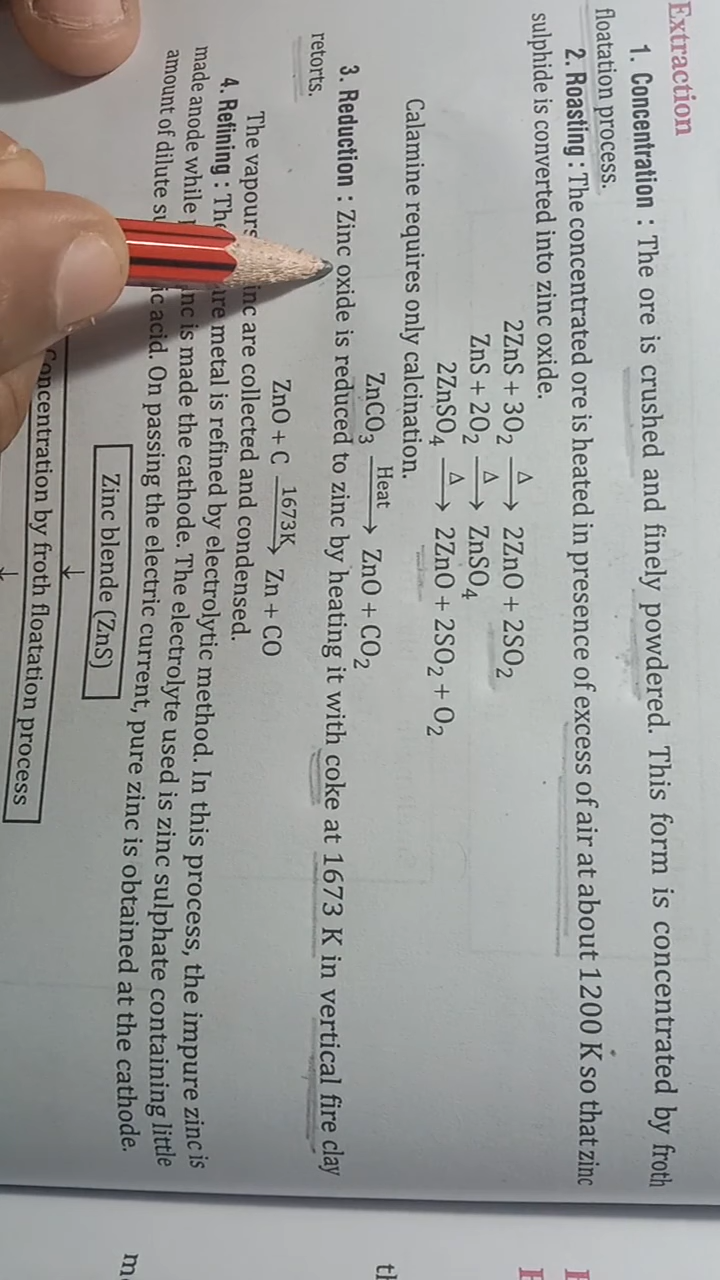 Extraction
1. Concentration : The ore is crushed and finely powdered. This form is concentrated by froth
floatation process.
2. Roasting : The concentrated ore is heated in presence of excess of air at about 1200 K so that zinc
sulphide is converted into zinc oxide.
2ZnS + 3O₂ —Δ→ 2ZnO + 2SO₂
ZnS + 2O₂ —Δ→ ZnSO₄
2ZnSO₄ —Δ→ 2ZnO + 2SO₂ + O₂
Calamine requires only calcination.
ZnCO₃ —Heat→ ZnO + CO₂
3. Reduction : Zinc oxide is reduced to zinc by heating it with coke at 1673 K in vertical fire clay
retorts.
ZnO + C —1673K→ Zn + CO
The vapours inc are collected and condensed.
4. Refining : metal is refined by electrolytic method. In this process, the impure zinc is
made anode while nc is made the cathode. The electrolyte used is zinc sulphate containing little
amount of dilute su ic acid. On passing the electric current, pure zinc is obtained at the cathode.
Zinc blende (ZnS)
↓
oncentration by froth floatation process